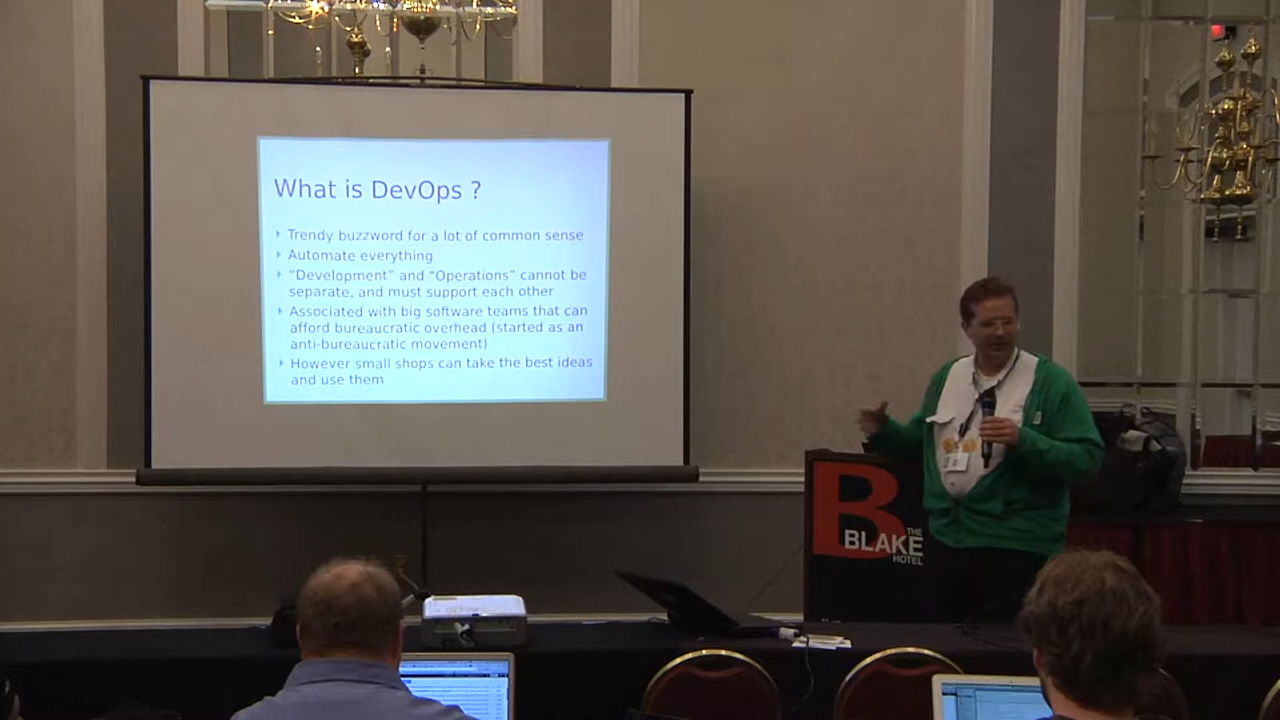 What is DevOps ?
Trendy buzzword for a lot of common sense
Automate everything
“Development” and “Operations” cannot be
separate, and must support each other
Associated with big software teams that can
afford bureaucratic overhead (started as an
anti-bureaucratic movement)
However small shops can take the best ideas
and use them
B
THE
BLAKE
HOTEL